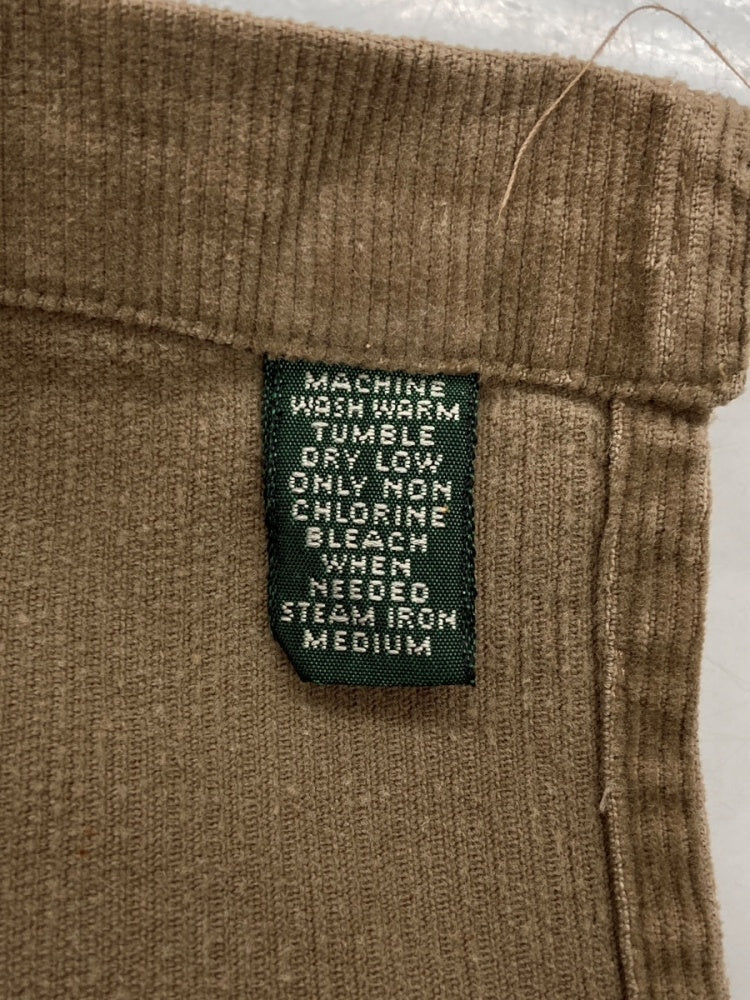 MACHINE
WASH WARM
TUMBLE
DRY LOW
ONLY NON
CHLORINE
BLEACH
WHEN
NEEDED
STEAM IRON
MEDIUM